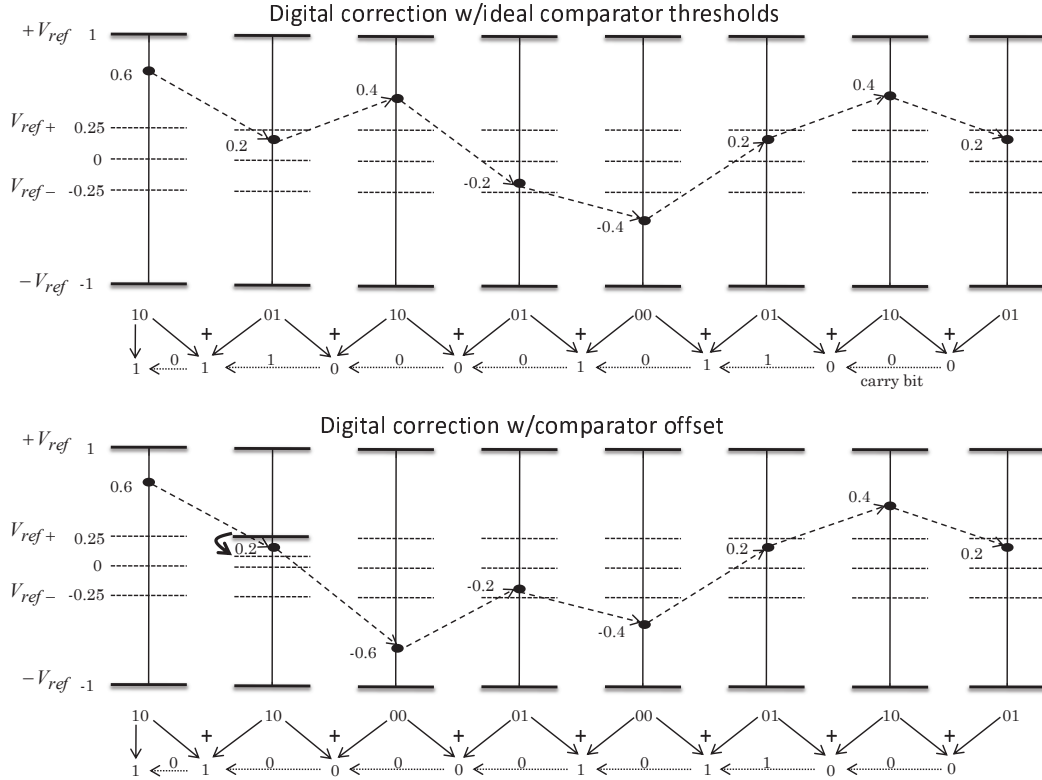 Digital correction w/ideal comparator thresholds
+Vref 1
0.6
0.4
0.4
Vref+ 0.25
0.2
0.2
0.2
0
Vref− -0.25
-0.2
-0.4
−Vref -1
10 01 10 01 00 01 10 01
+ + + + + + +
1 0 1 1 0 0 0 0 1 0 1 1 0 0 0
carry bit
Digital correction w/comparator offset
+Vref 1
0.6
0.4
Vref+ 0.25
0.2
0.2
0.2
0
-0.2
Vref− -0.25
-0.4
-0.6
−Vref -1
10 10 00 01 00 01 10 01
+ + + + + + +
1 0 1 0 0 0 0 0 1 0 1 1 0 0 0